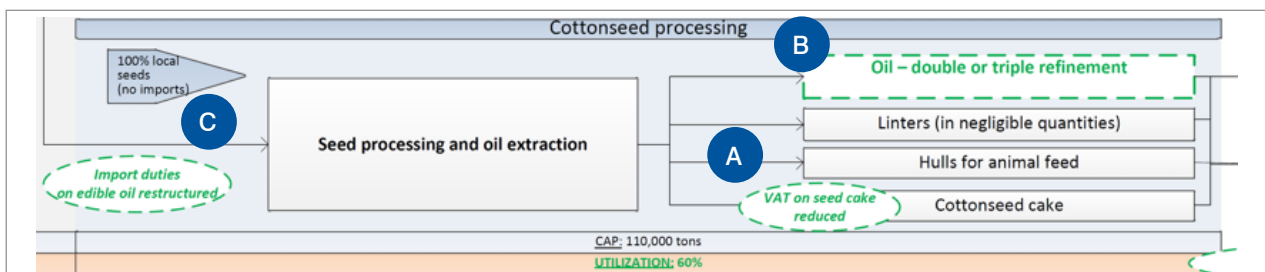 Cottonseed processing
100% local
seeds
(no imports)
C
Import duties
on edible oil restructured
Seed processing and oil extraction
B
Oil – double or triple refinement
Linters (in negligible quantities)
A
Hulls for animal feed
VAT on seed cake
reduced
Cottonseed cake
CAP: 110,000 tons
UTILIZATION: 60%